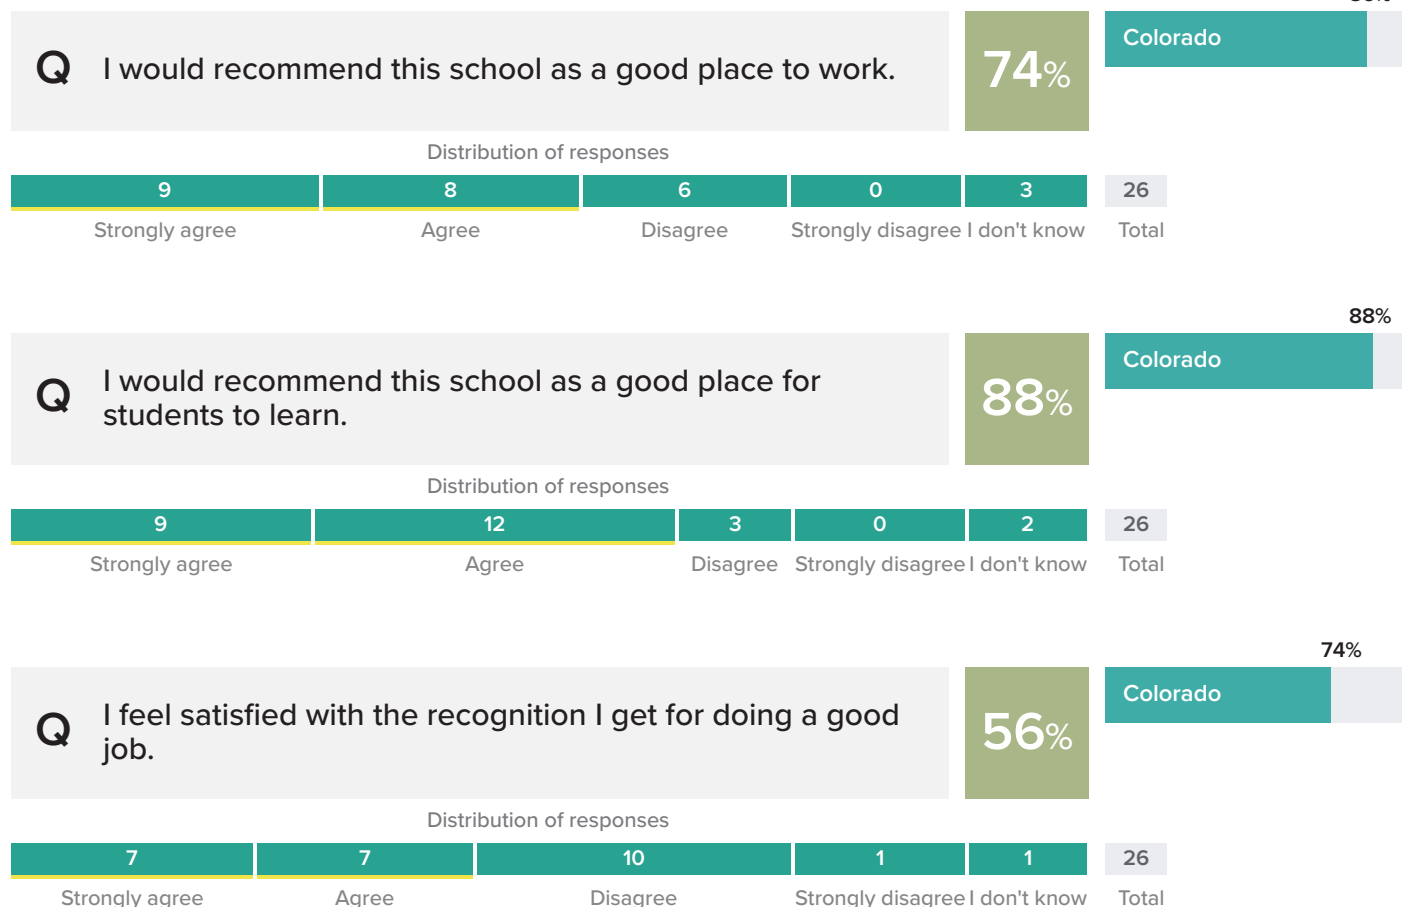 Q I would recommend this school as a good place to work.
74%
Colorado
Distribution of responses
9 8 6 0 3 26
Strongly agree Agree Disagree Strongly disagree I don't know Total
88%
Q I would recommend this school as a good place for
students to learn.
88%
Colorado
Distribution of responses
9 12 3 0 2 26
Strongly agree Agree Disagree Strongly disagree I don't know Total
74%
Q I feel satisfied with the recognition I get for doing a good
job.
56%
Colorado
Distribution of responses
7 7 10 1 1 26
Strongly agree Agree Disagree Strongly disagree I don't know Total